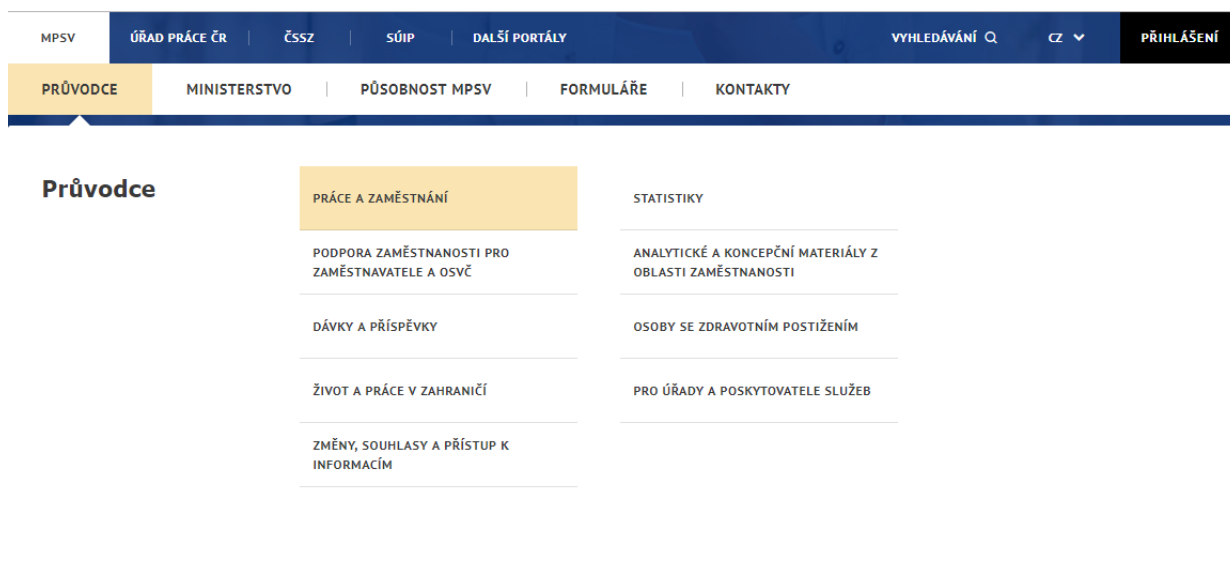 MPSV
ÚŘAD PRÁCE ČR
ČSSZ
SÚIP
DALŠÍ PORTÁLY
VYHLEDÁVÁNÍ
CZ
PŘIHLÁŠENÍ
PRŮVODCE
MINISTERSTVO
PŮSOBNOST MPSV
FORMULÁŘE
KONTAKTY
Průvodce
PRÁCE A ZAMĚSTNÁNÍ
PODPORA ZAMĚSTNANOSTI PRO
ZAMĚSTNAVATELE A OSVČ
DÁVKY A PŘÍSPĚVKY
ŽIVOT A PRÁCE V ZAHRANIČÍ
ZMĚNY, SOUHLASY A PŘÍSTUP K
INFORMACÍM
STATISTIKY
ANALYTICKÉ A KONCEPČNÍ MATERIÁLY Z
OBLASTI ZAMĚSTNANOSTI
OSOBY SE ZDRAVOTNÍM POSTIŽENÍM
PRO ÚŘADY A POSKYTOVATELE SLUŽEB